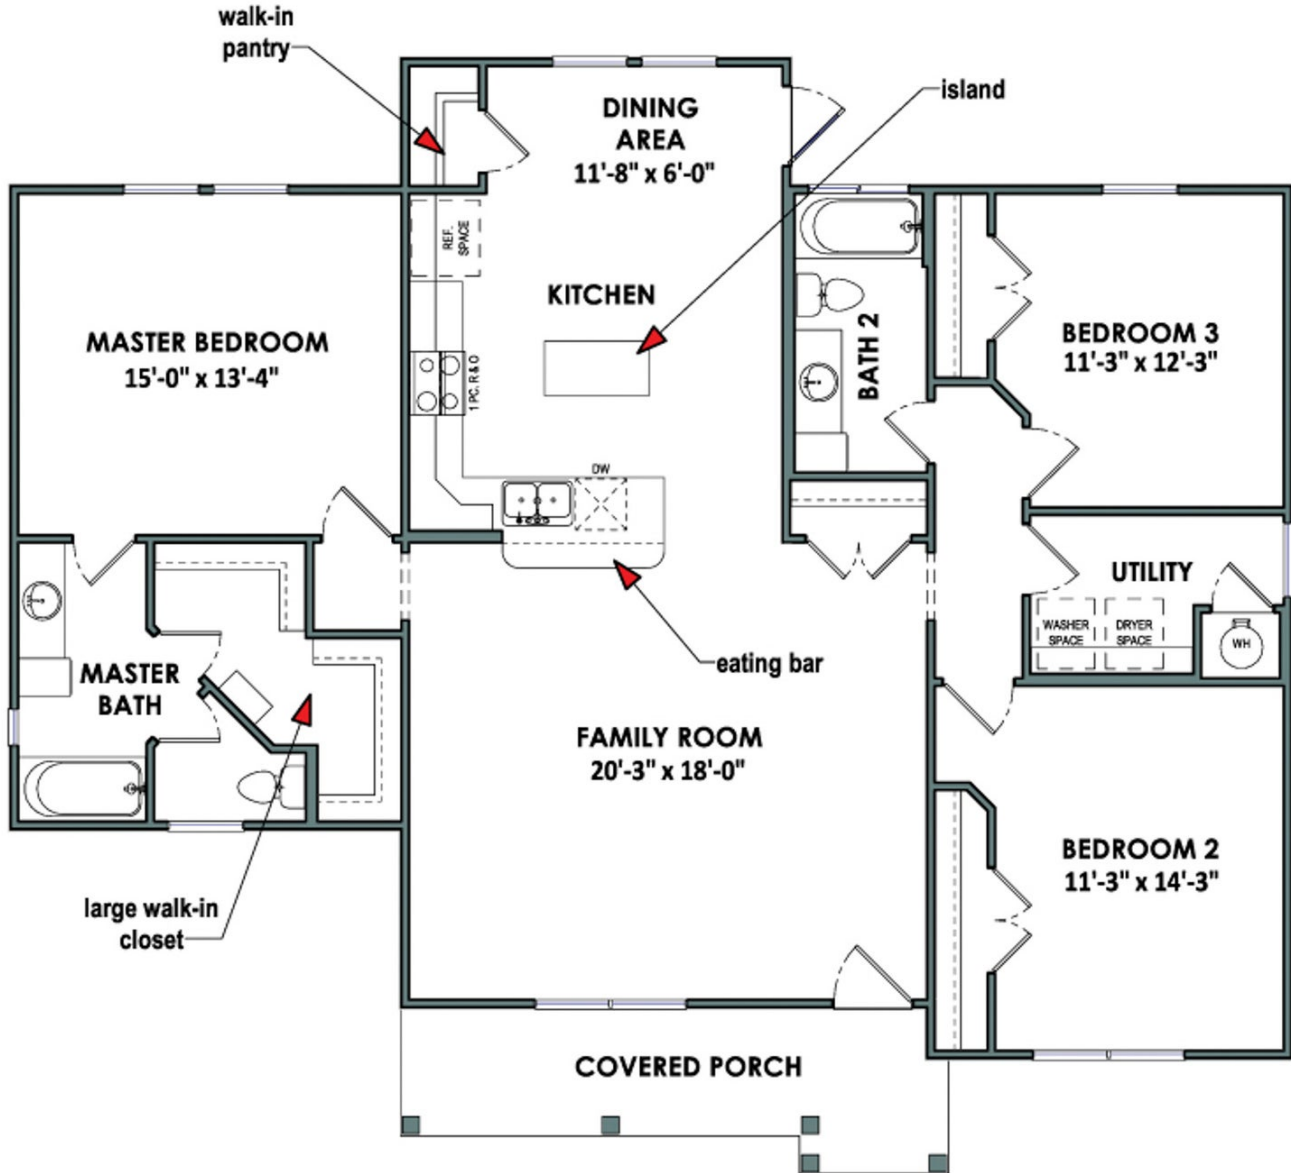 walk-in
pantry
island
DINING
AREA
11'-8" x 6'-0"
REF.
SPACE
KITCHEN
MASTER BEDROOM
15'-0" x 13'-4"
1 PC. R & O
BATH 2
BEDROOM 3
11'-3" x 12'-3"
DW
UTILITY
WASHER
SPACE
DRYER
SPACE
WH
eating bar
MASTER
BATH
FAMILY ROOM
20'-3" x 18'-0"
BEDROOM 2
11'-3" x 14'-3"
large walk-in
closet
COVERED PORCH